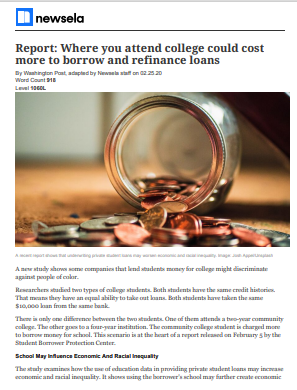 newsela
Report: Where you attend college could cost
more to borrow and refinance loans
By Washington Post, adapted by Newsela staff on 02.25.20
Word Count 918
Level 1060L
A recent report shows that underwriting private student loans may worsen economic and racial inequality. Image: Josh Appel/Unsplash
A new study shows some companies that lend students money for college might discriminate
against people of color.
Researchers studied two types of college students. Both students have the same credit histories.
That means they have an equal ability to take out loans. Both students have taken the same
$10,000 loan from the same bank.
There is only one difference between the two students. One of them attends a two-year community
college. The other goes to a four-year institution. The community college student is charged more
to borrow money for school. This scenario is at the heart of a report released on February 5 by the
Student Borrower Protection Center.
School May Influence Economic And Racial Inequality
The study examines how the use of education data in providing private student loans may increase
economic and racial inequality. It shows using the borrower's school may further create economic